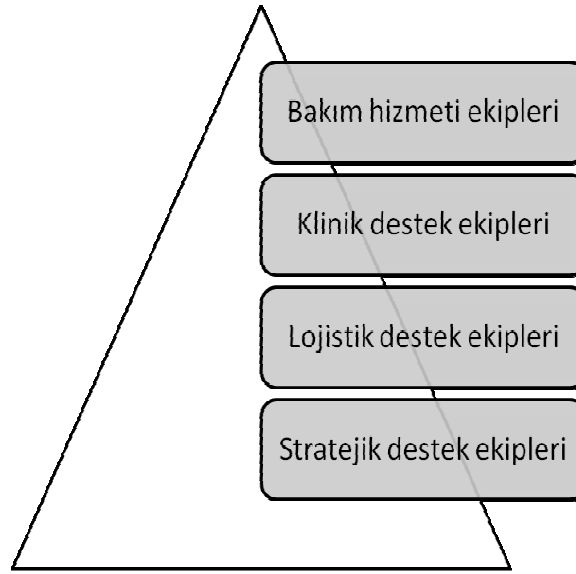 Bakım hizmeti ekipleri
Klinik destek ekipleri
Lojistik destek ekipleri
Stratejik destek ekipleri